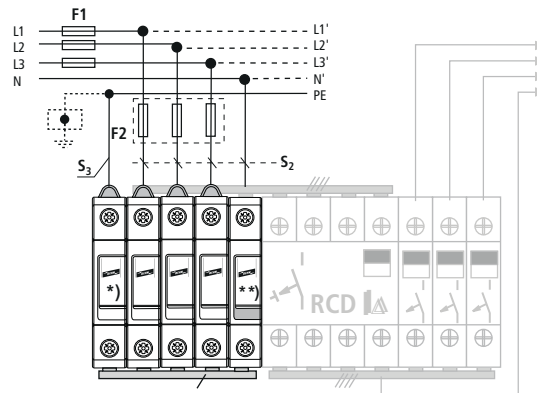 F1
L1 L1'
L2 L2'
L3 L3'
N N'
PE
F2
S3 S2
*) **)
RCD